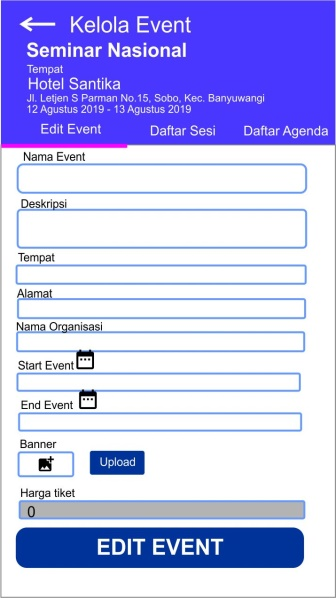 Kelola Event
Seminar Nasional
Tempat
Hotel Santika
Jl. Letjen S Parman No.15, Sobo, Kec. Banyuwangi
12 Agustus 2019 - 13 Agustus 2019
Edit Event Daftar Sesi Daftar Agenda
Nama Event
Deskripsi
Tempat
Alamat
Nama Organisasi
Start Event
End Event
Banner
Upload
Harga tiket
0
EDIT EVENT